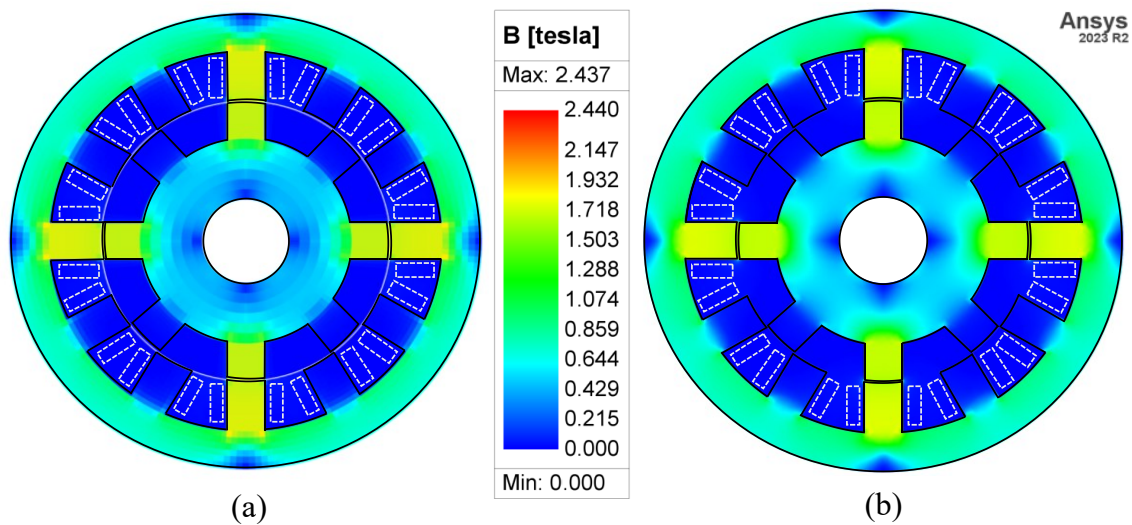 B [tesla]
Max: 2.437
2.440
2.147
1.932
1.718
1.503
1.288
1.074
0.859
0.644
0.429
0.215
0.000
Min: 0.000
Ansys
2023 R2
(a)
(b)